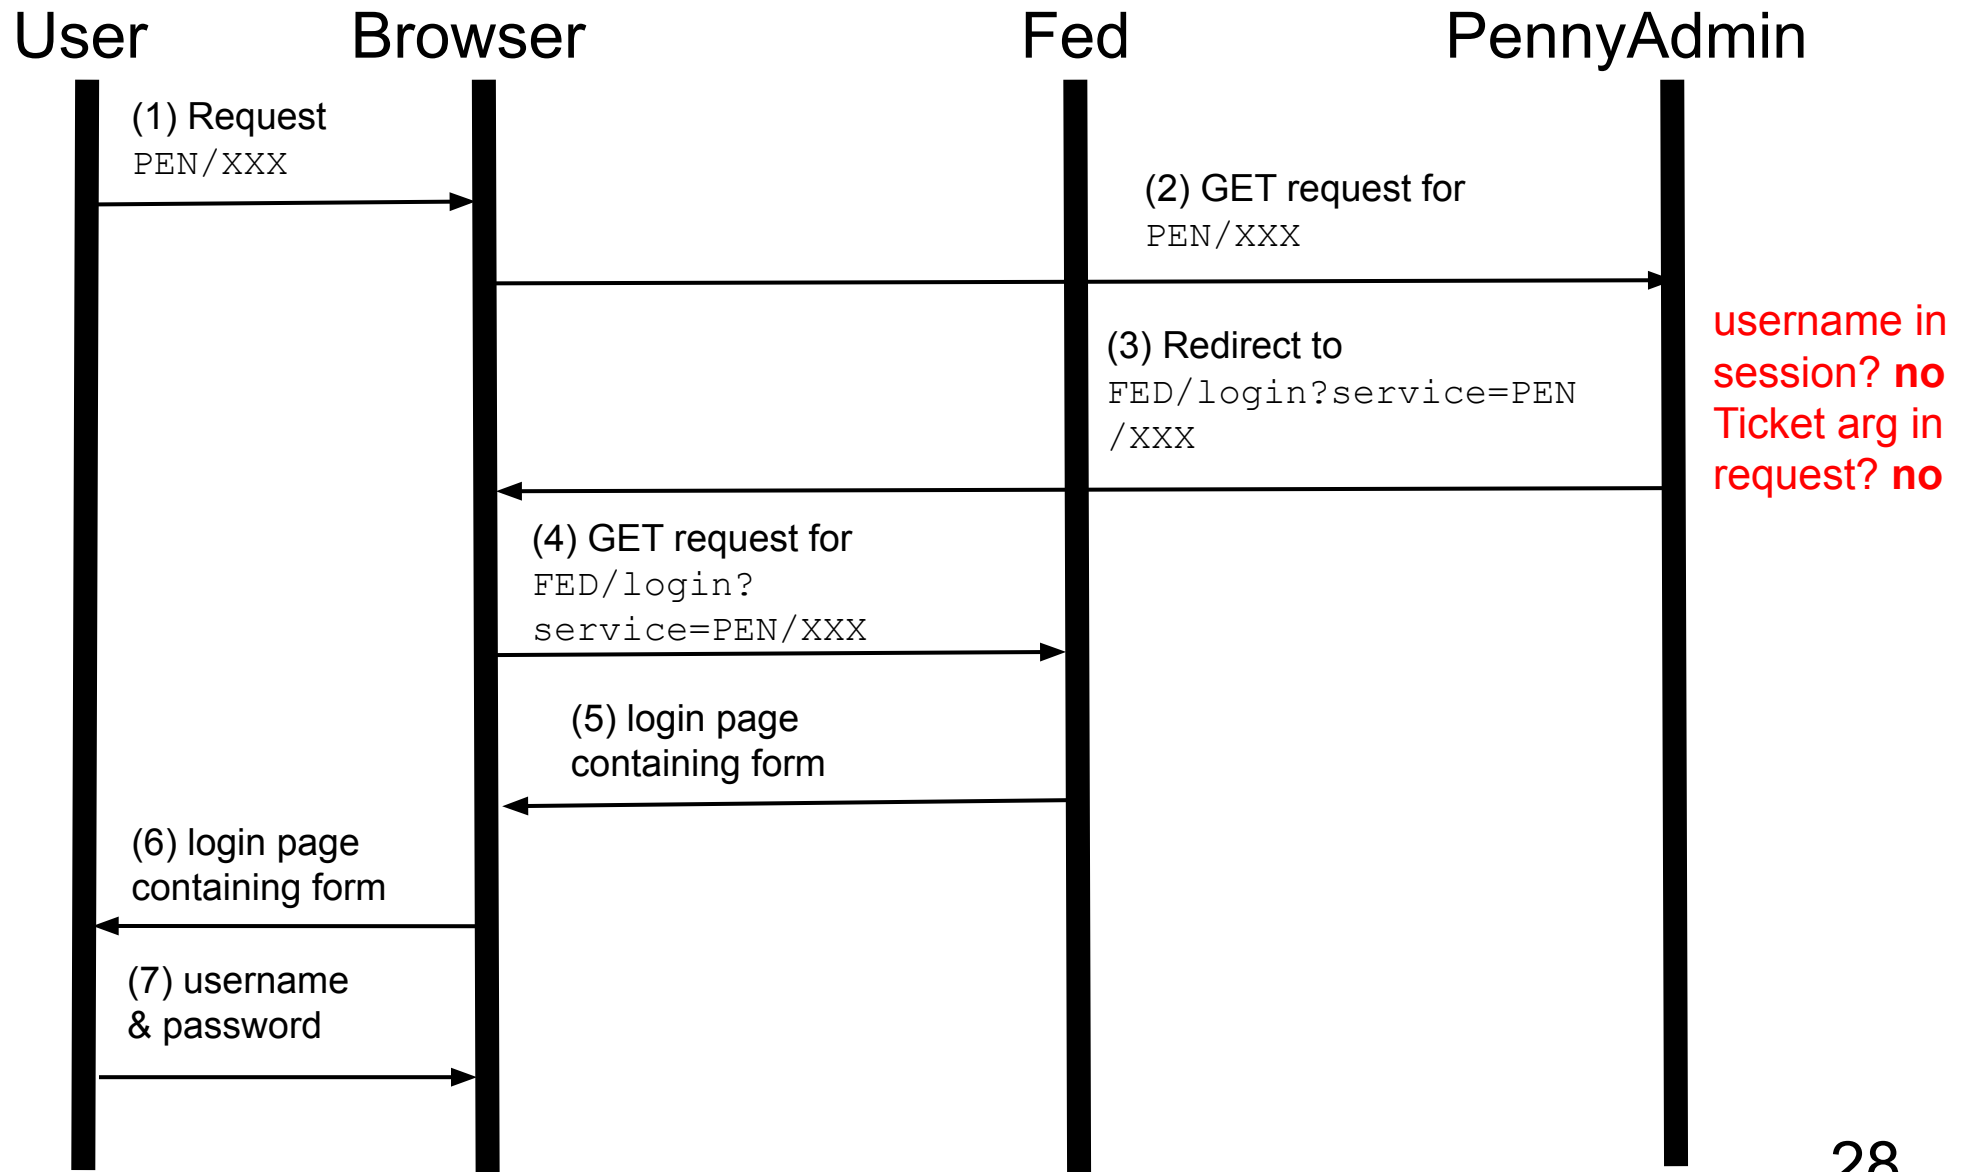 User
Browser
Fed
PennyAdmin
(1) Request
PEN/XXX
(2) GET request for
PEN/XXX
username in
session? no
Ticket arg in
request? no
(3) Redirect to
FED/login?service=PEN
/XXX
(4) GET request for
FED/login?
service=PEN/XXX
(5) login page
containing form
(6) login page
containing form
(7) username
& password
28